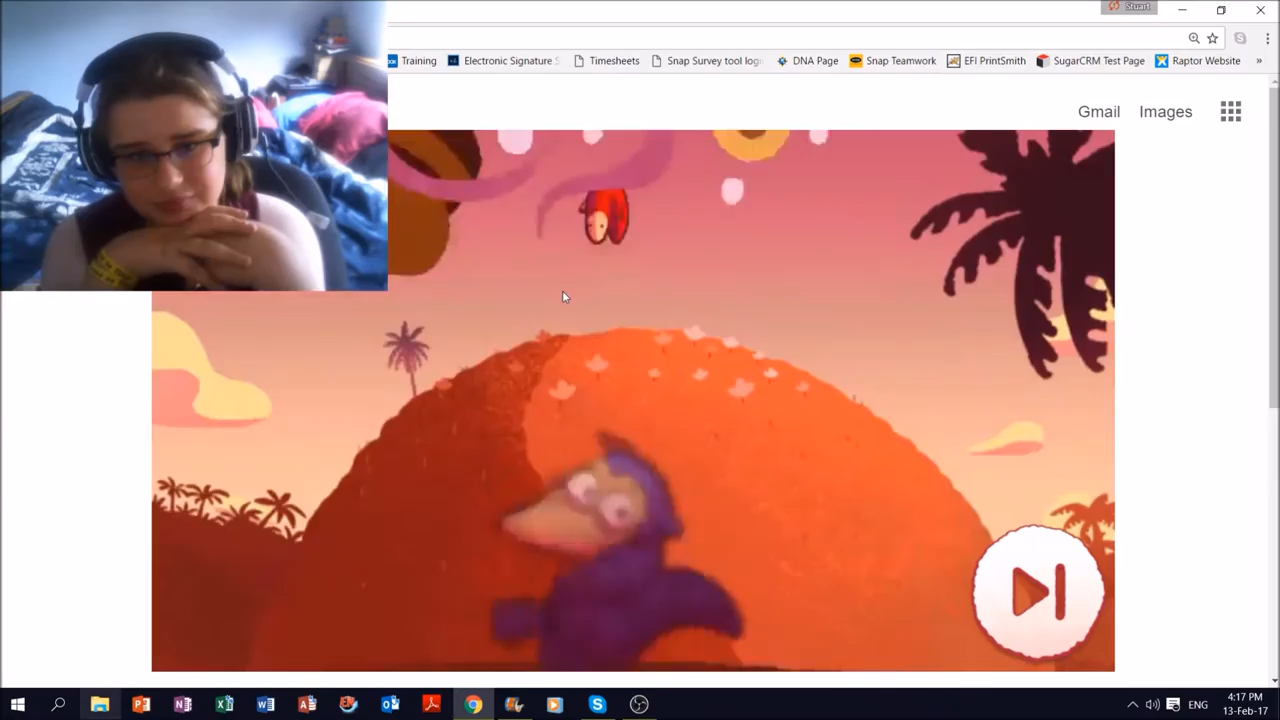 Stuart
Training Electronic Signature S Timesheets Snap Survey tool logi DNA Page Snap Teamwork EFI PrintSmith SugarCRM Test Page Raptor Website »
Gmail Images
ENG
4:17 PM
13-Feb-17